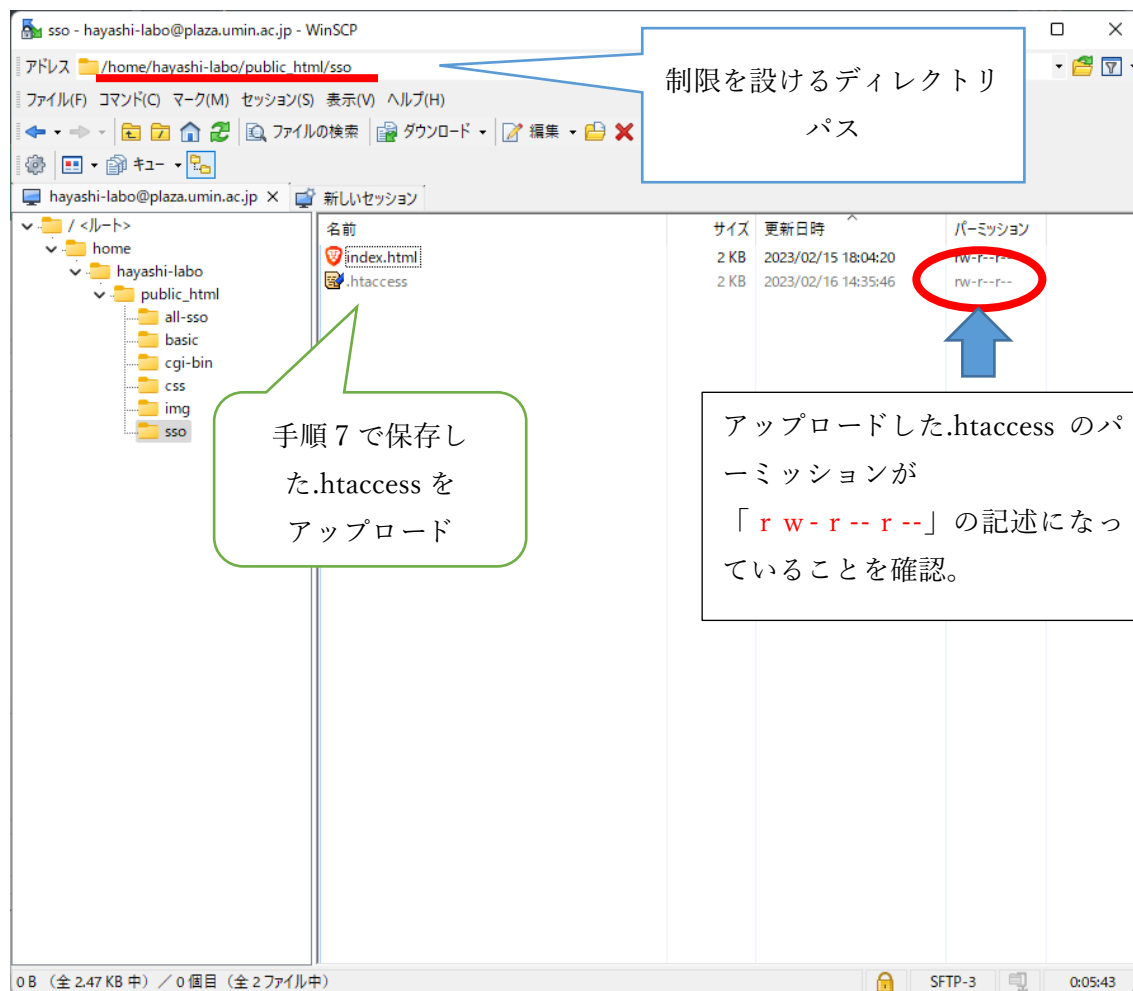 sso - hayashi-labo@plaza.umin.ac.jp - WinSCP
アドレス /home/hayashi-labo/public_html/sso
制限を設けるディレクトリ
パス
ファイル(F) コマンド(C) マーク(M) セッション(S) 表示(V) ヘルプ(H)
ファイルの検索 ダウンロード 編集
キュー
hayashi-labo@plaza.umin.ac.jp 新しいセッション
/ <ルート>
home
hayashi-labo
public_html
all-sso
basic
cgi-bin
css
img
sso
名前 サイズ 更新日時 パーミッション
index.html 2 KB 2023/02/15 18:04:20 rw-r--r--
.htaccess 2 KB 2023/02/16 14:35:46 rw-r--r--
手順７で保存し
た.htaccess を
アップロード
アップロードした.htaccess のパ
ーミッションが
「ｒｗ-ｒ--ｒ--」の記述になっ
ていることを確認。
0 B （全 2.47 KB 中）／ 0 個目（全 2 ファイル中） SFTP-3 0:05:43